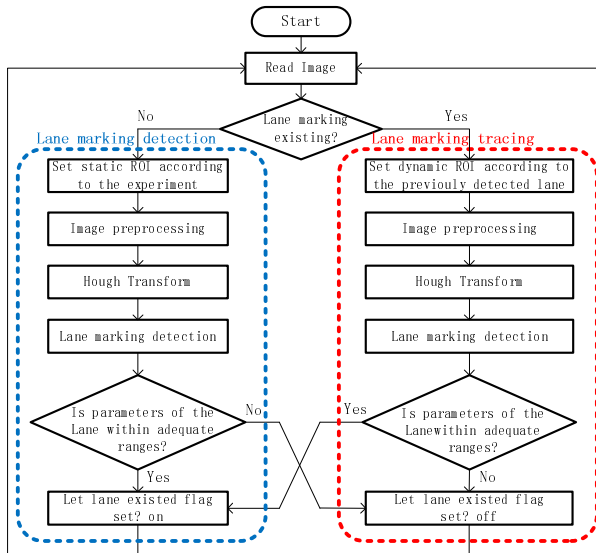 Start
Read Image
Lane marking
existing?
No
Yes
Lane marking detection
Lane marking tracing
Set static ROI according
to the experiment
Set dynamic ROI according to
the previouly detected lane
Image preprocessing
Image preprocessing
Hough Transform
Hough Transform
Lane marking detection
Lane marking detection
Is parameters of the
Lane within adequate
ranges?
No
Yes
Is parameters of the
Lanewithin adequate
ranges?
Yes
No
Let lane existed flag
set? on
Let lane existed flag
set? off